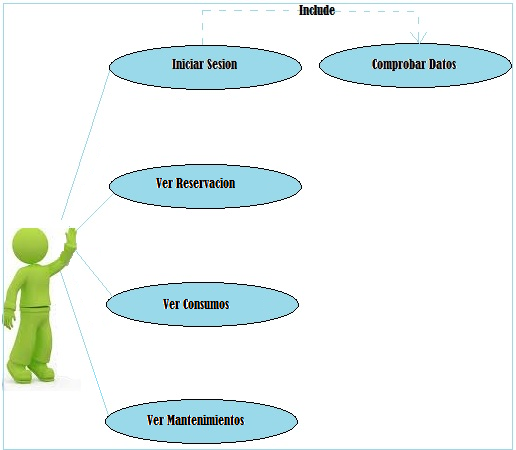 Include
Iniciar Sesion
Comprobar Datos
Ver Reservacion
Ver Consumos
Ver Mantenimientos